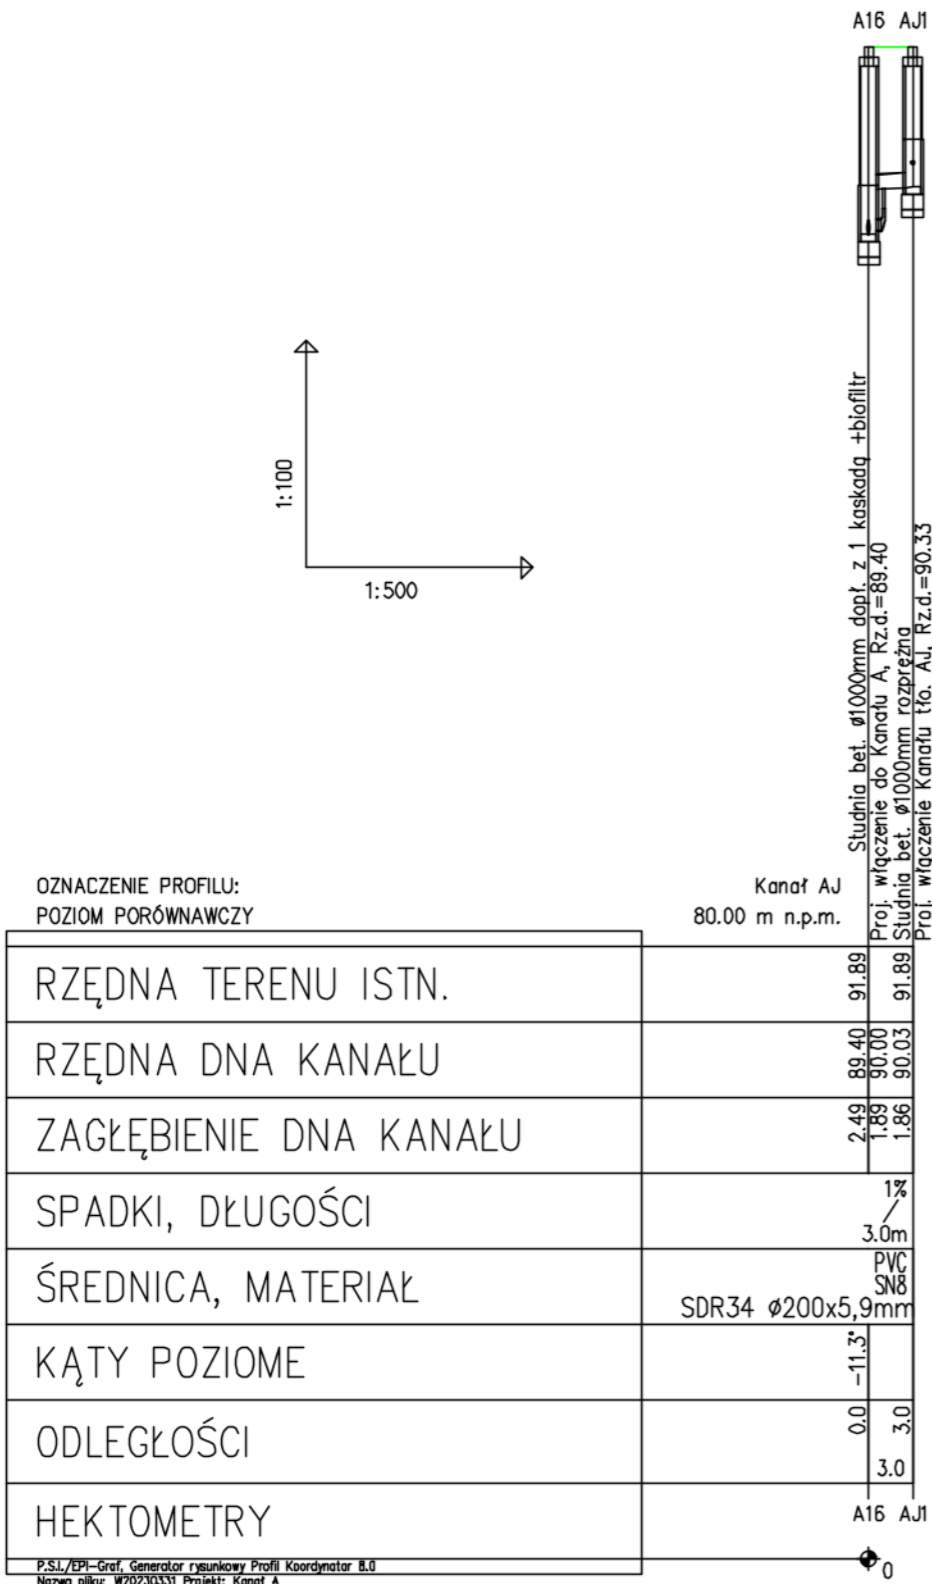 A16 AJ1
1:100
1:500
Studnia bet. ø1000mm dopł. z 1 kaskadą +biofiltr
Proj. włączenie do Kanału A, Rz.d.=89.40
Studnia bet. ø1000mm rozprężna
Proj. włączenie Kanału tło. AJ, Rz.d.=90.33
OZNACZENIE PROFILU: Kanał AJ
POZIOM PORÓWNAWCZY 80.00 m n.p.m.
RZĘDNA TERENU ISTN. 91.89 91.89
RZĘDNA DNA KANAŁU 89.40 90.00 90.03
ZAGŁĘBIENIE DNA KANAŁU 2.49 1.89 1.86
SPADKI, DŁUGOŚCI 1% 3.0m
ŚREDNICA, MATERIAŁ PVC SN8
SDR34 ø200x5,9mm
KĄTY POZIOME -11.3°
ODLEGŁOŚCI 0.0 3.0
3.0
HEKTOMETRY A16 AJ1
0
P.S.I./EPI-Graf, Generator rysunkowy Profil Koordynator 8.0
Nazwa pliku: W20230331 Projekt: Kanał A